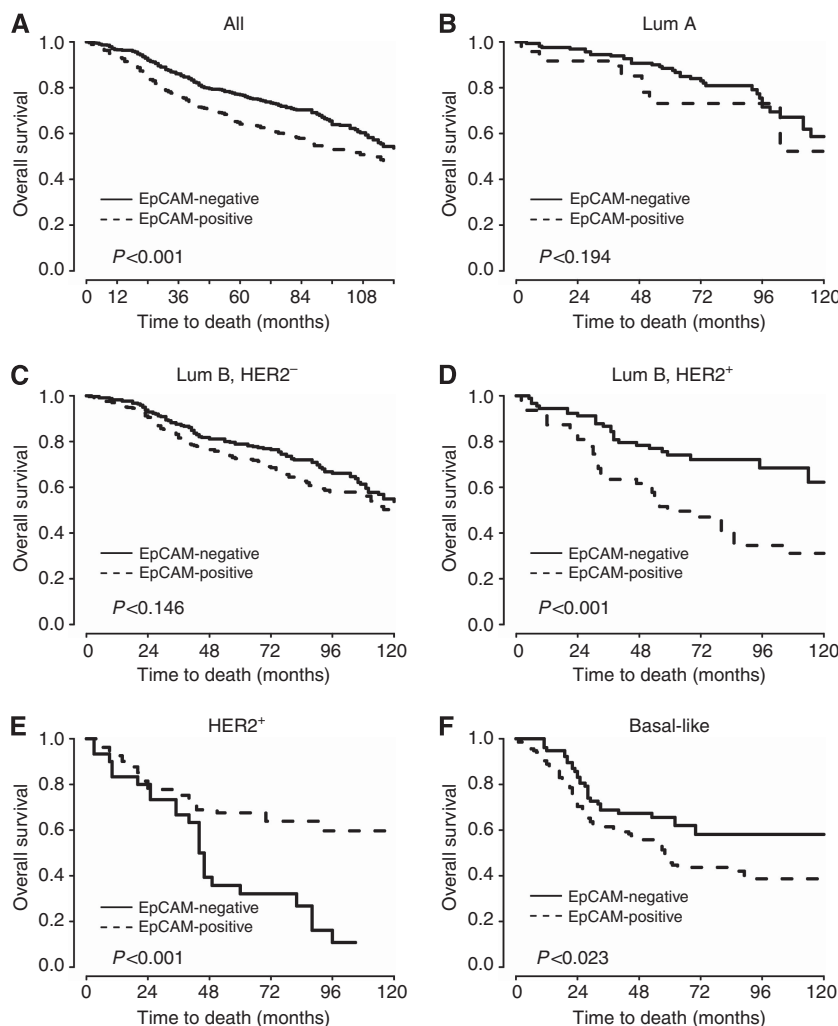 A
All
1.0
0.8
0.6
0.4
0.2
0.0
Overall survival
EpCAM-negative
EpCAM-positive
P<0.001
0 12 36 60 84 108
Time to death (months)
B
Lum A
1.0
0.8
0.6
0.4
0.2
0.0
Overall survival
EpCAM-negative
EpCAM-positive
P<0.194
0 24 48 72 96 120
Time to death (months)
C
Lum B, HER2⁻
1.0
0.8
0.6
0.4
0.2
0.0
Overall survival
EpCAM-negative
EpCAM-positive
P<0.146
0 24 48 72 96 120
Time to death (months)
D
Lum B, HER2⁺
1.0
0.8
0.6
0.4
0.2
0.0
Overall survival
EpCAM-negative
EpCAM-positive
P<0.001
0 24 48 72 96 120
Time to death (months)
E
HER2⁺
1.0
0.8
0.6
0.4
0.2
0.0
Overall survival
EpCAM-negative
EpCAM-positive
P<0.001
0 24 48 72 96 120
Time to death (months)
F
Basal-like
1.0
0.8
0.6
0.4
0.2
0.0
Overall survival
EpCAM-negative
EpCAM-positive
P<0.023
0 24 48 72 96 120
Time to death (months)